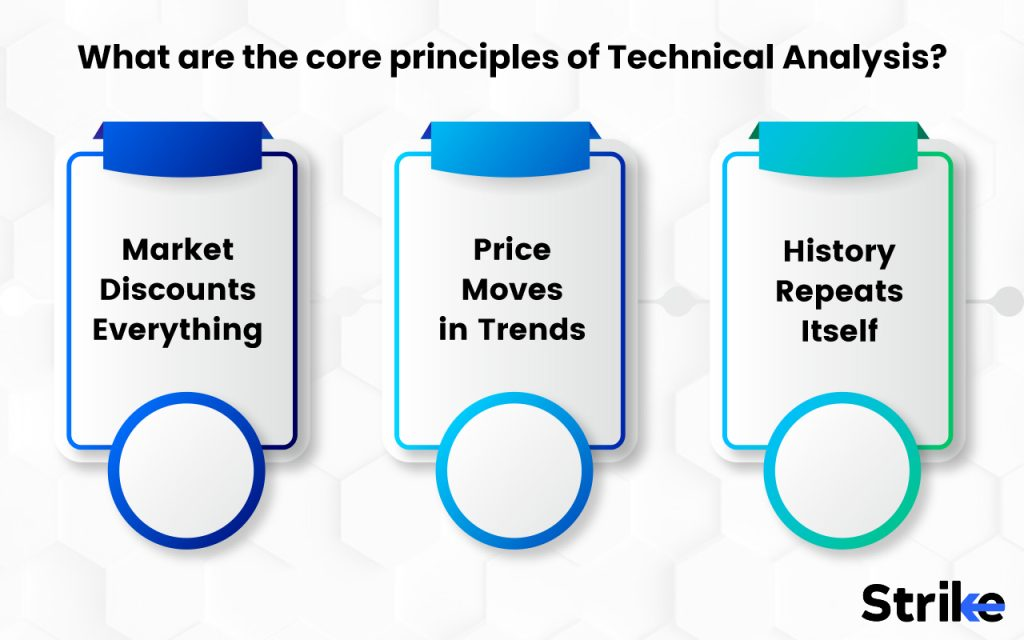 What are the core principles of Technical Analysis?
Market
Discounts
Everything
Price
Moves
in Trends
History
Repeats
Itself
Strike